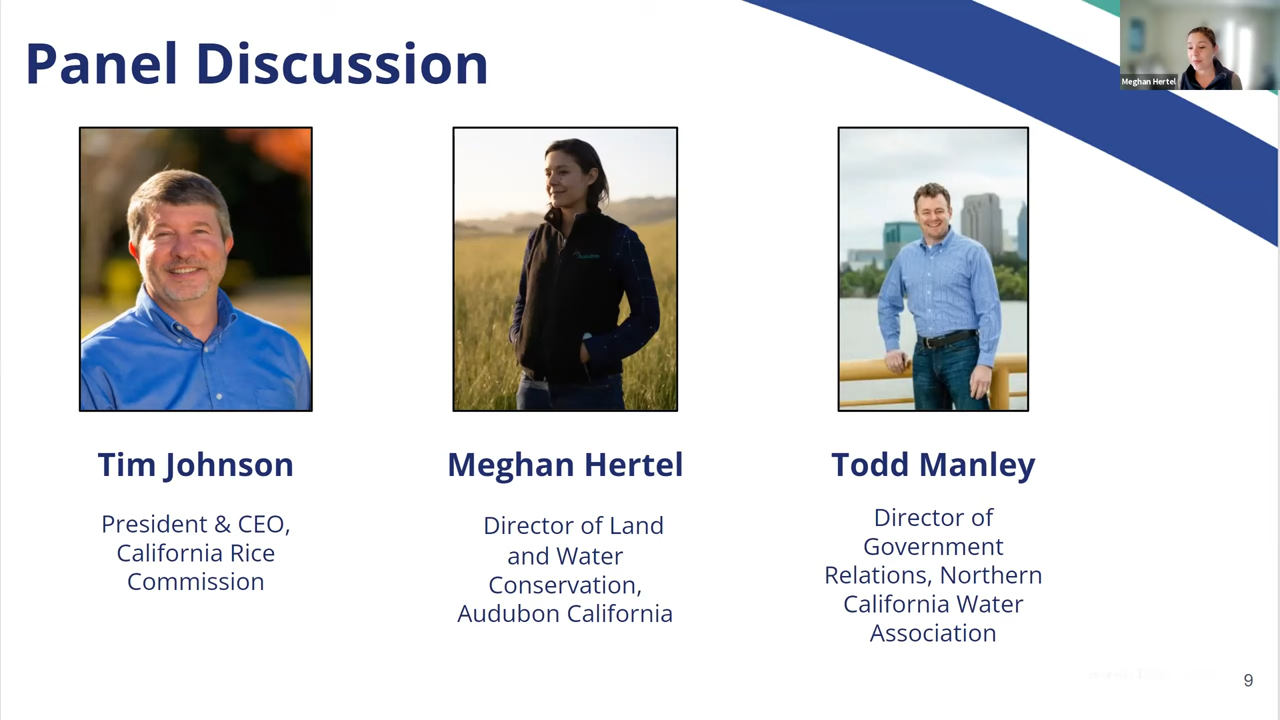 Panel Discussion
Meghan Hertel
Audubon
Tim Johnson
President & CEO,
California Rice
Commission
Meghan Hertel
Director of Land
and Water
Conservation,
Audubon California
Todd Manley
Director of
Government
Relations, Northern
California Water
Association
9